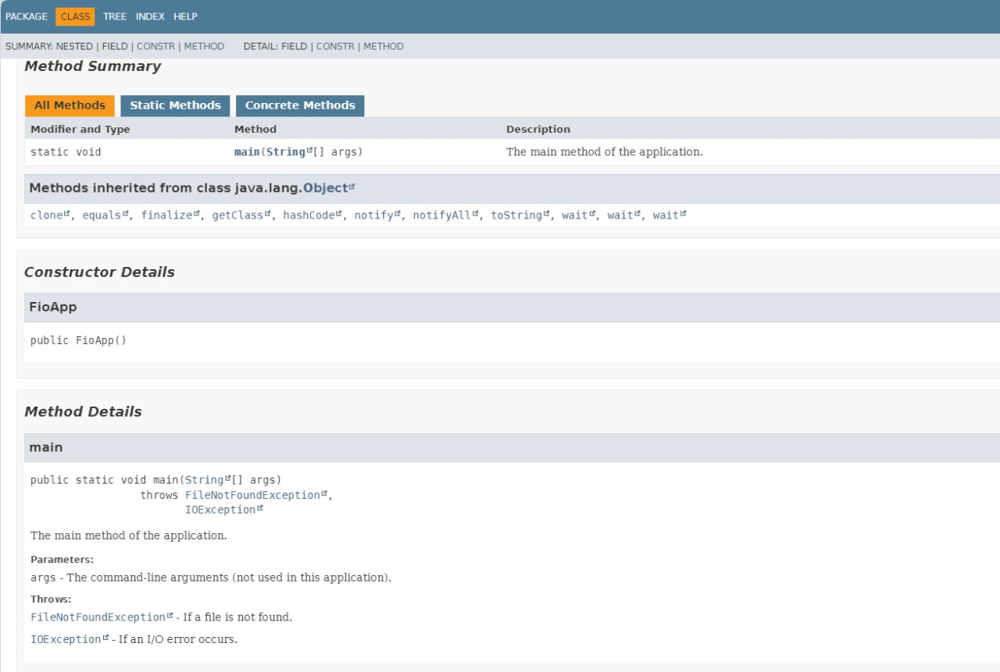 PACKAGE CLASS TREE INDEX HELP
SUMMARY: NESTED | FIELD | CONSTR | METHOD DETAIL: FIELD | CONSTR | METHOD
Method Summary
All Methods Static Methods Concrete Methods
Modifier and Type Method Description
static void main(String[] args) The main method of the application.
Methods inherited from class java.lang.Object
clone, equals, finalize, getClass, hashCode, notify, notifyAll, toString, wait, wait, wait
Constructor Details
FioApp
public FioApp()
Method Details
main
public static void main(String[] args)
throws FileNotFoundException,
IOException
The main method of the application.
Parameters:
args - The command-line arguments (not used in this application).
Throws:
FileNotFoundException - If a file is not found.
IOException - If an I/O error occurs.